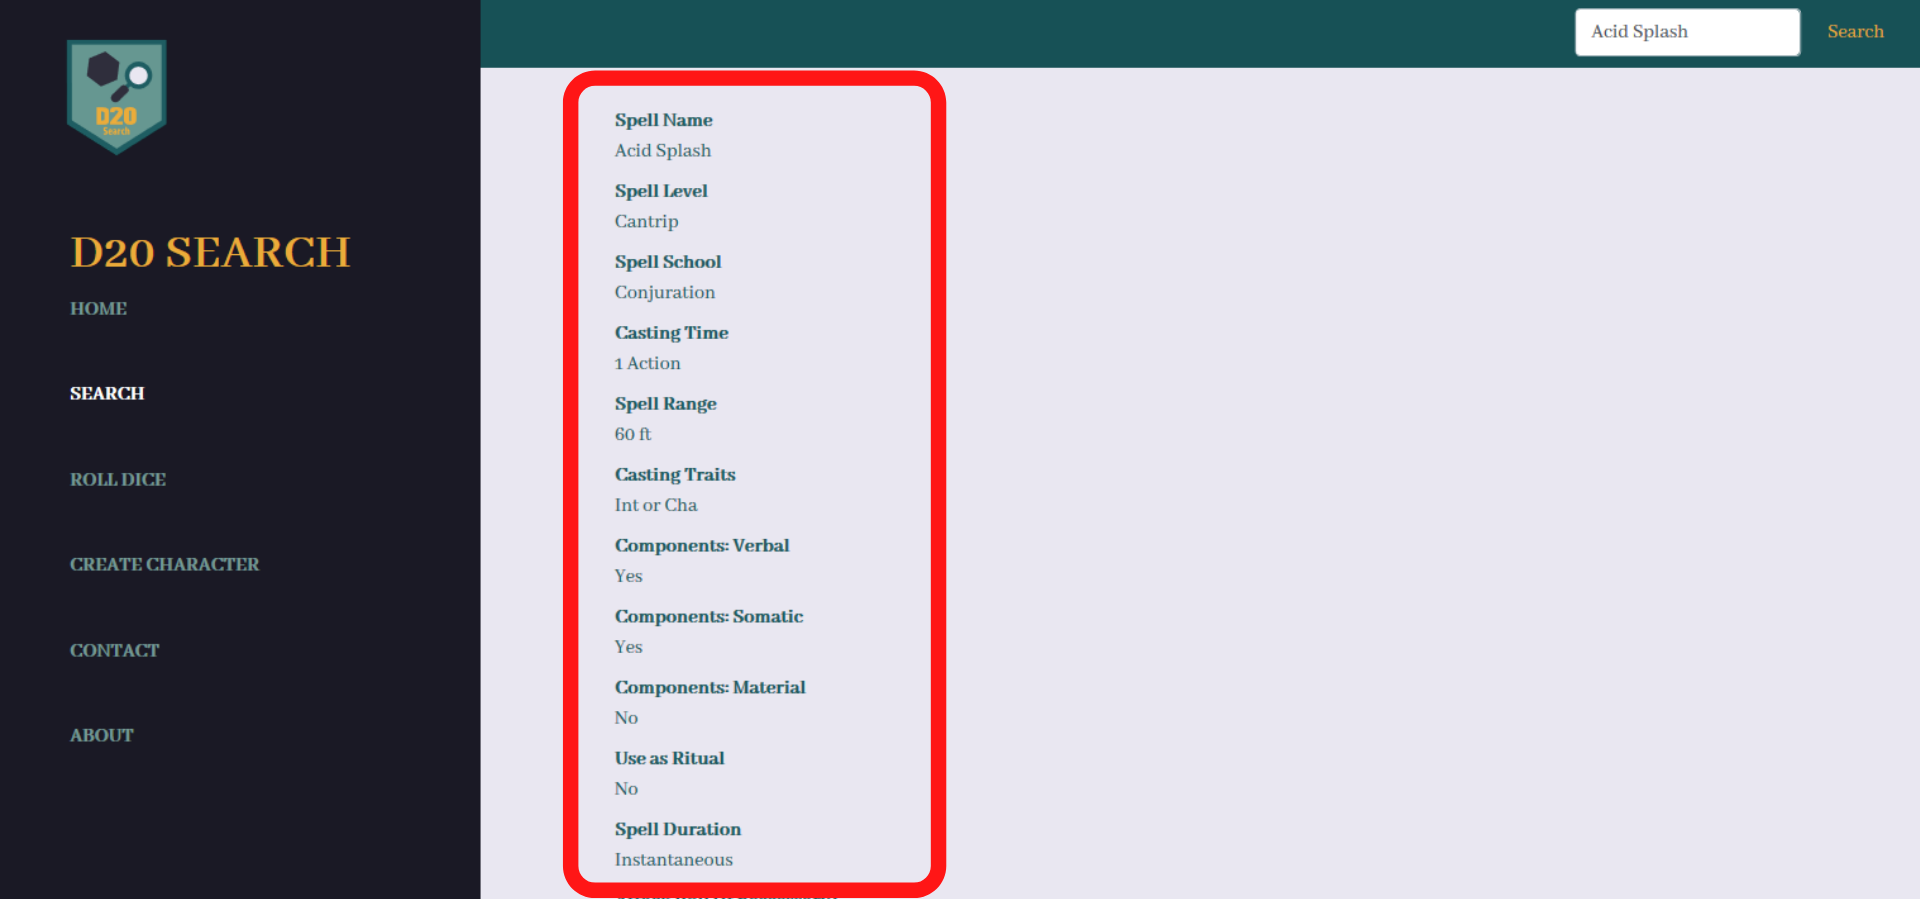 D20
Search
D20 SEARCH
HOME
SEARCH
ROLL DICE
CREATE CHARACTER
CONTACT
ABOUT
Acid Splash
Search
Spell Name
Acid Splash
Spell Level
Cantrip
Spell School
Conjuration
Casting Time
1 Action
Spell Range
60 ft
Casting Traits
Int or Cha
Components: Verbal
Yes
Components: Somatic
Yes
Components: Material
No
Use as Ritual
No
Spell Duration
Instantaneous